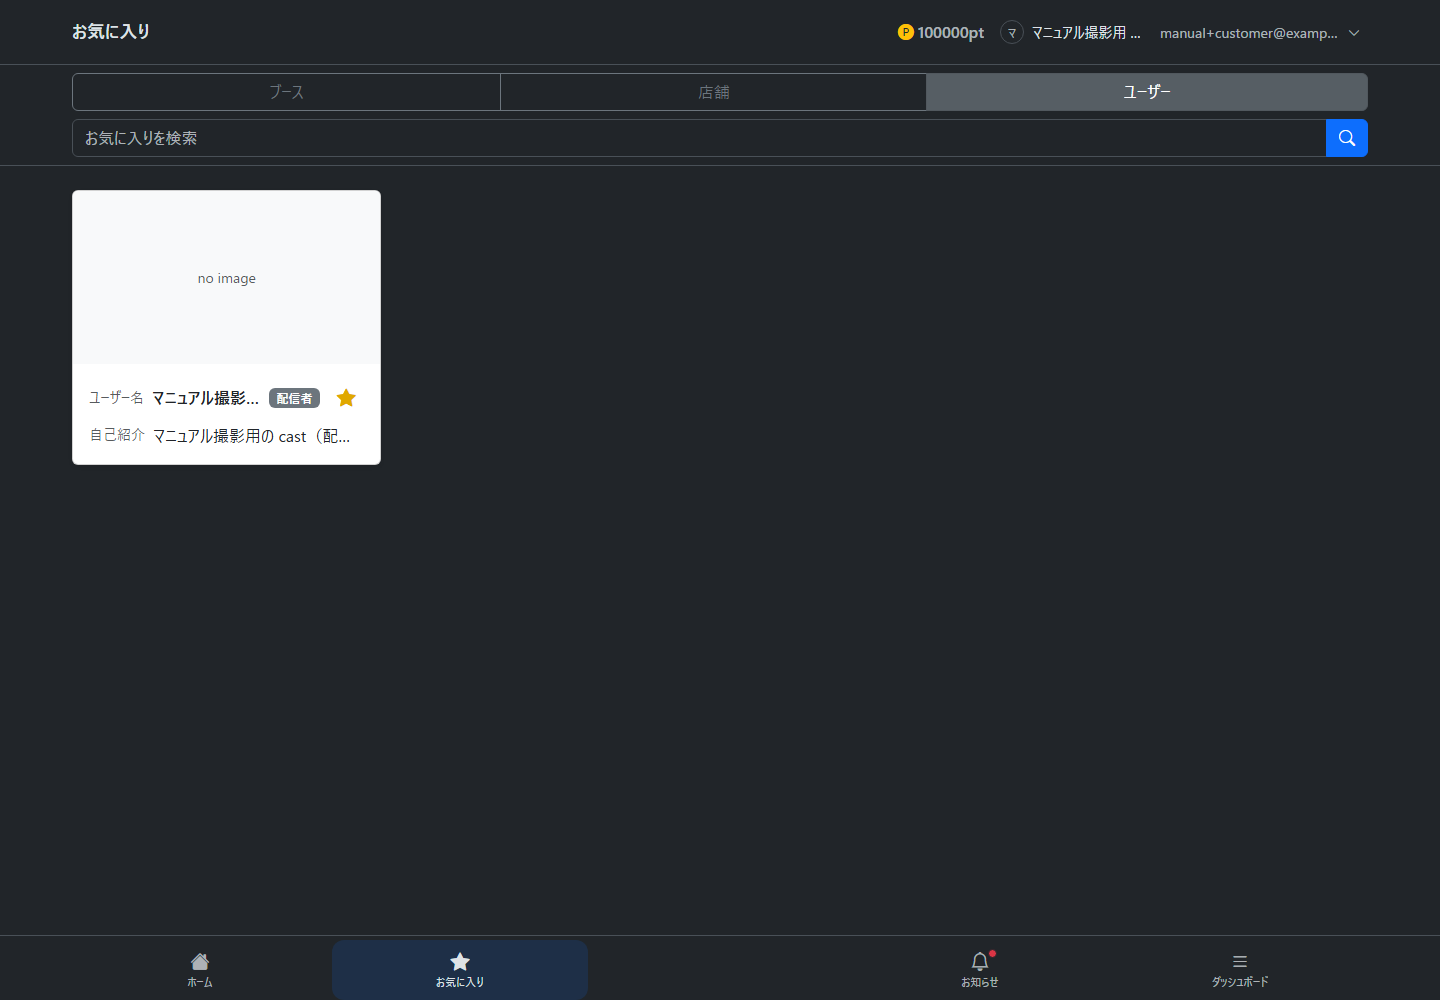 お気に入り
P 100000pt
マ マニュアル撮影用 ... manual+customer@examp...
ブース 店舗 ユーザー
お気に入りを検索
no image
ユーザー名 マニュアル撮影... 配信者
自己紹介 マニュアル撮影用の cast（配...
ホーム お気に入り お知らせ ダッシュボード